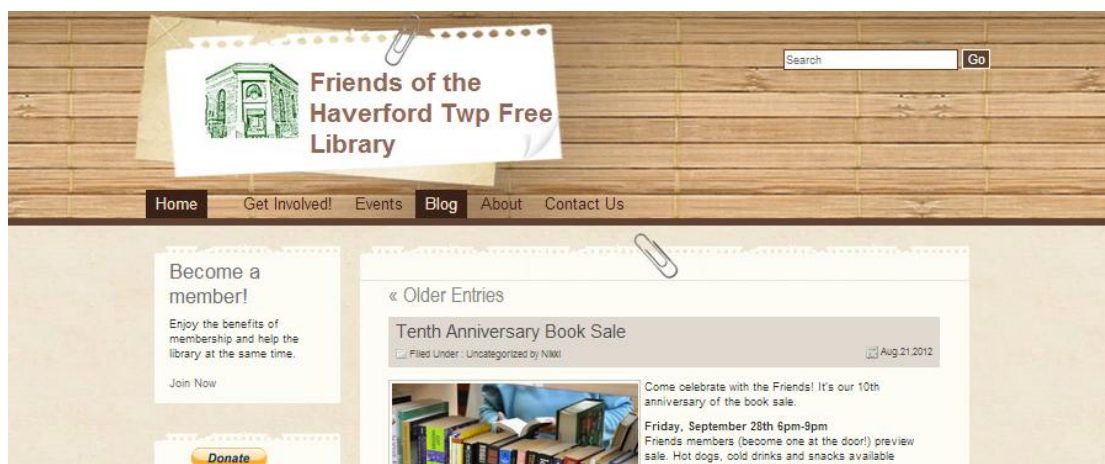 Friends of the
Haverford Twp Free
Library
Search
Go
Home
Get Involved!
Events
Blog
About
Contact Us
Become a
member!
Enjoy the benefits of
membership and help the
library at the same time.
Join Now
Donate
« Older Entries
Tenth Anniversary Book Sale
Filed Under : Uncategorized by Nikki
Aug.21,2012
Come celebrate with the Friends! It's our 10th
anniversary of the book sale.
Friday, September 28th 6pm-9pm
Friends members (become one at the door!) preview
sale. Hot dogs, cold drinks and snacks available